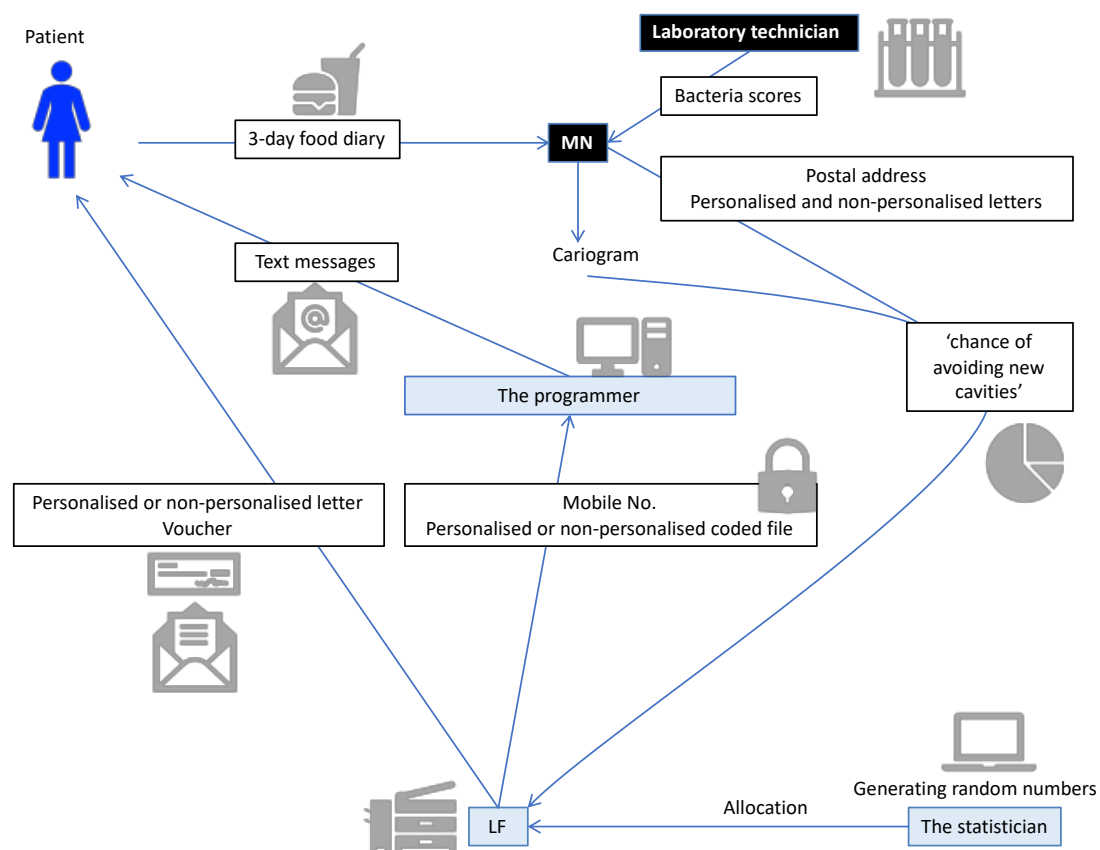 Patient
Laboratory technician
Bacteria scores
3-day food diary
MN
Postal address
Personalised and non-personalised letters
Text messages
@
Cariogram
'chance of
avoiding new
cavities'
The programmer
Personalised or non-personalised letter
Voucher
Mobile No.
Personalised or non-personalised coded file
Generating random numbers
LF
Allocation
The statistician